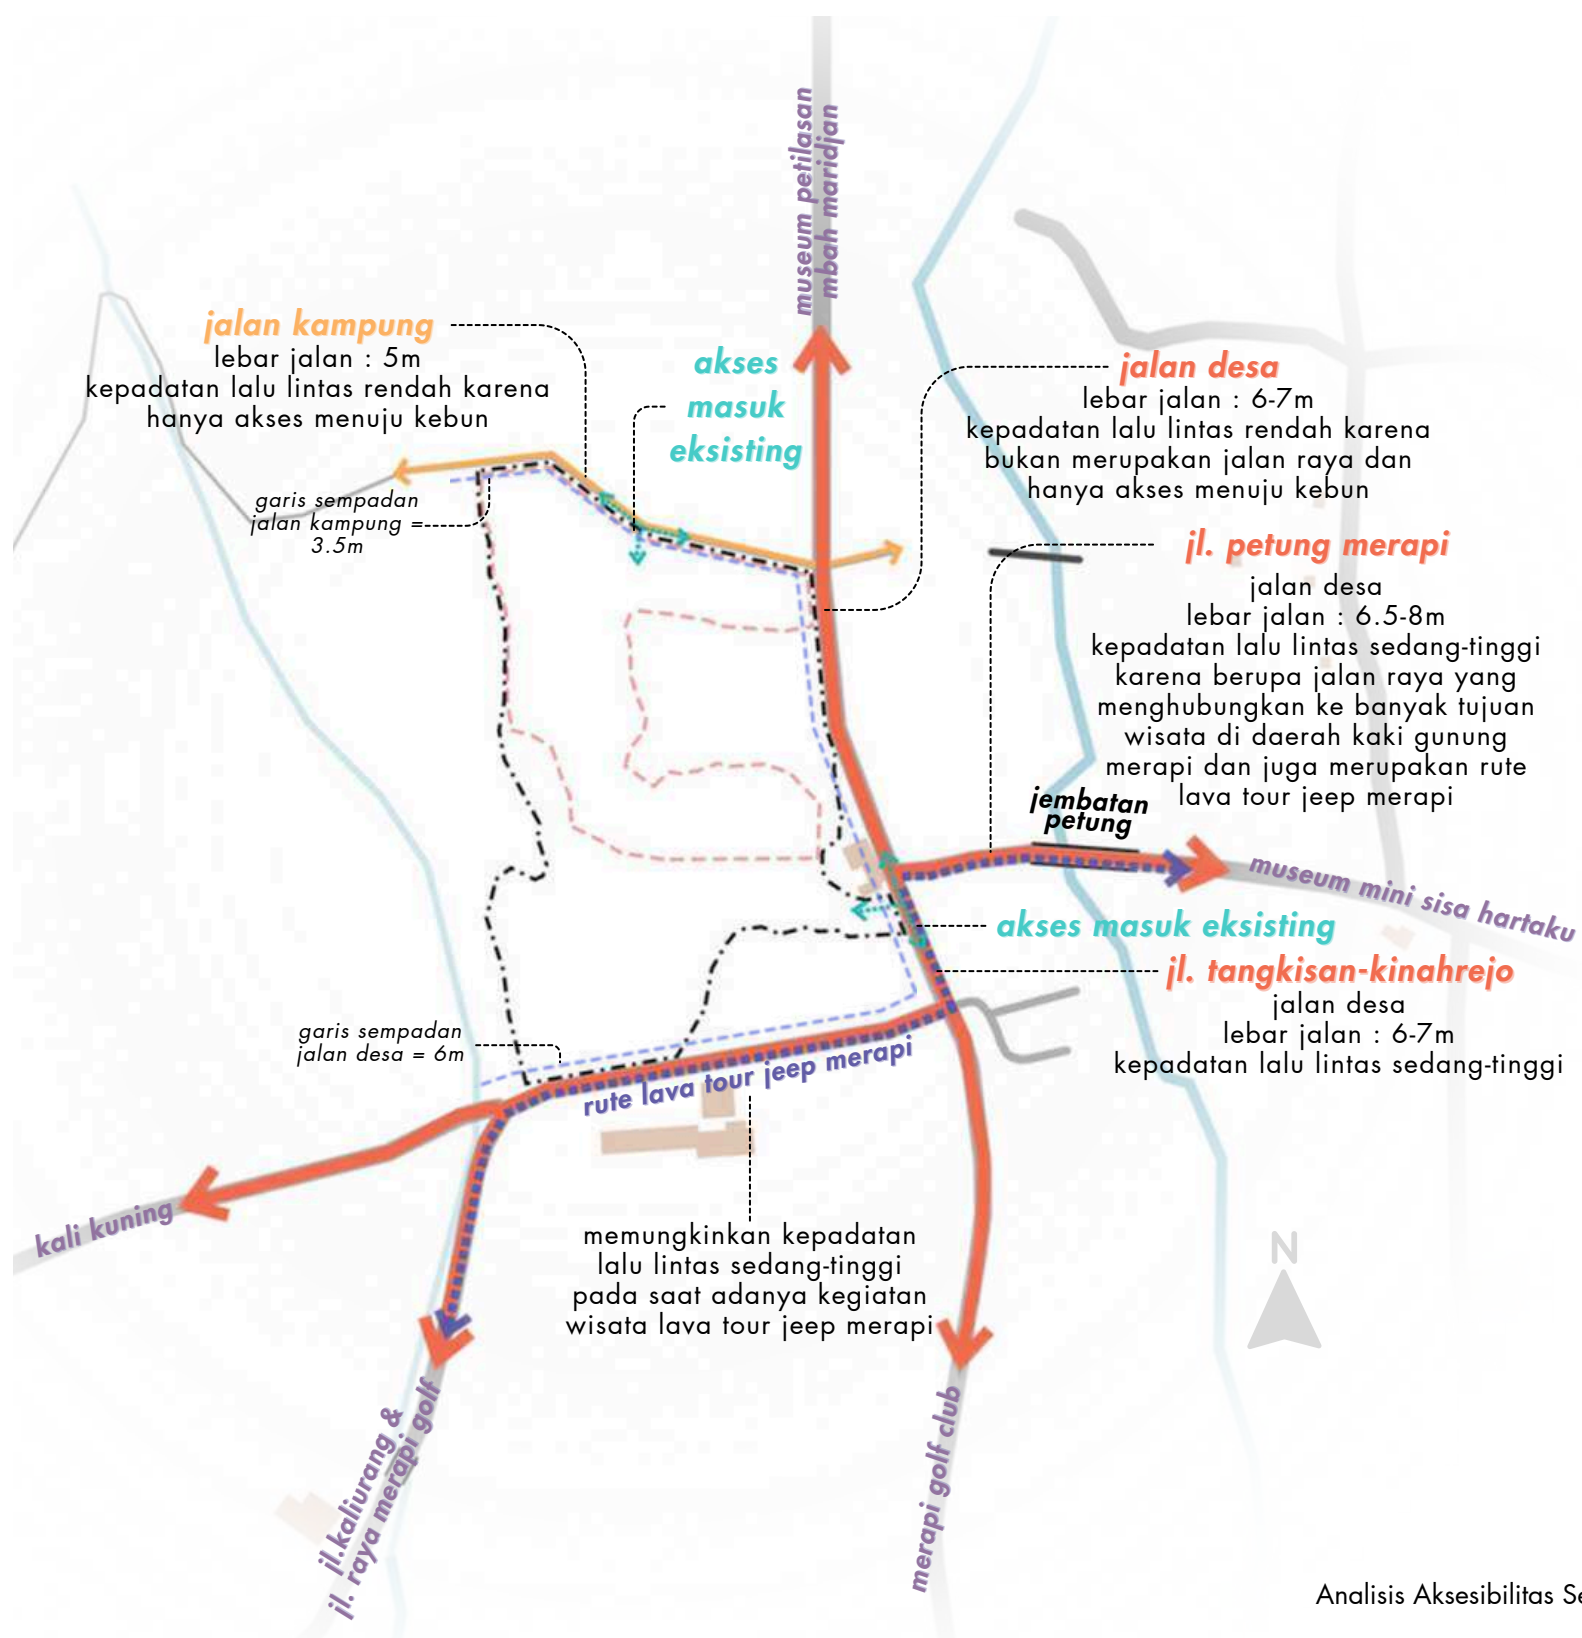 museum petilasan
mbah maridjan
jalan kampung
lebar jalan : 5m
kepadatan lalu lintas rendah karena
hanya akses menuju kebun
akses
masuk
eksisting
jalan desa
lebar jalan : 6-7m
kepadatan lalu lintas rendah karena
bukan merupakan jalan raya dan
hanya akses menuju kebun
garis sempadan
jalan kampung =
3.5m
jl. petung merapi
jalan desa
lebar jalan : 6.5-8m
kepadatan lalu lintas sedang-tinggi
karena berupa jalan raya yang
menghubungkan ke banyak tujuan
wisata di daerah kaki gunung
merapi dan juga merupakan rute
lava tour jeep merapi
jembatan
petung
museum mini sisa hartaku
akses masuk eksisting
jl. tangkisan-kinahrejo
jalan desa
lebar jalan : 6-7m
kepadatan lalu lintas sedang-tinggi
garis sempadan
jalan desa = 6m
rute lava tour jeep merapi
kali kuning
memungkinkan kepadatan
lalu lintas sedang-tinggi
pada saat adanya kegiatan
wisata lava tour jeep merapi
N
jl.kaliurang &
jl. raya merapi golf
merapi golf club
Analisis Aksesibilitas Se